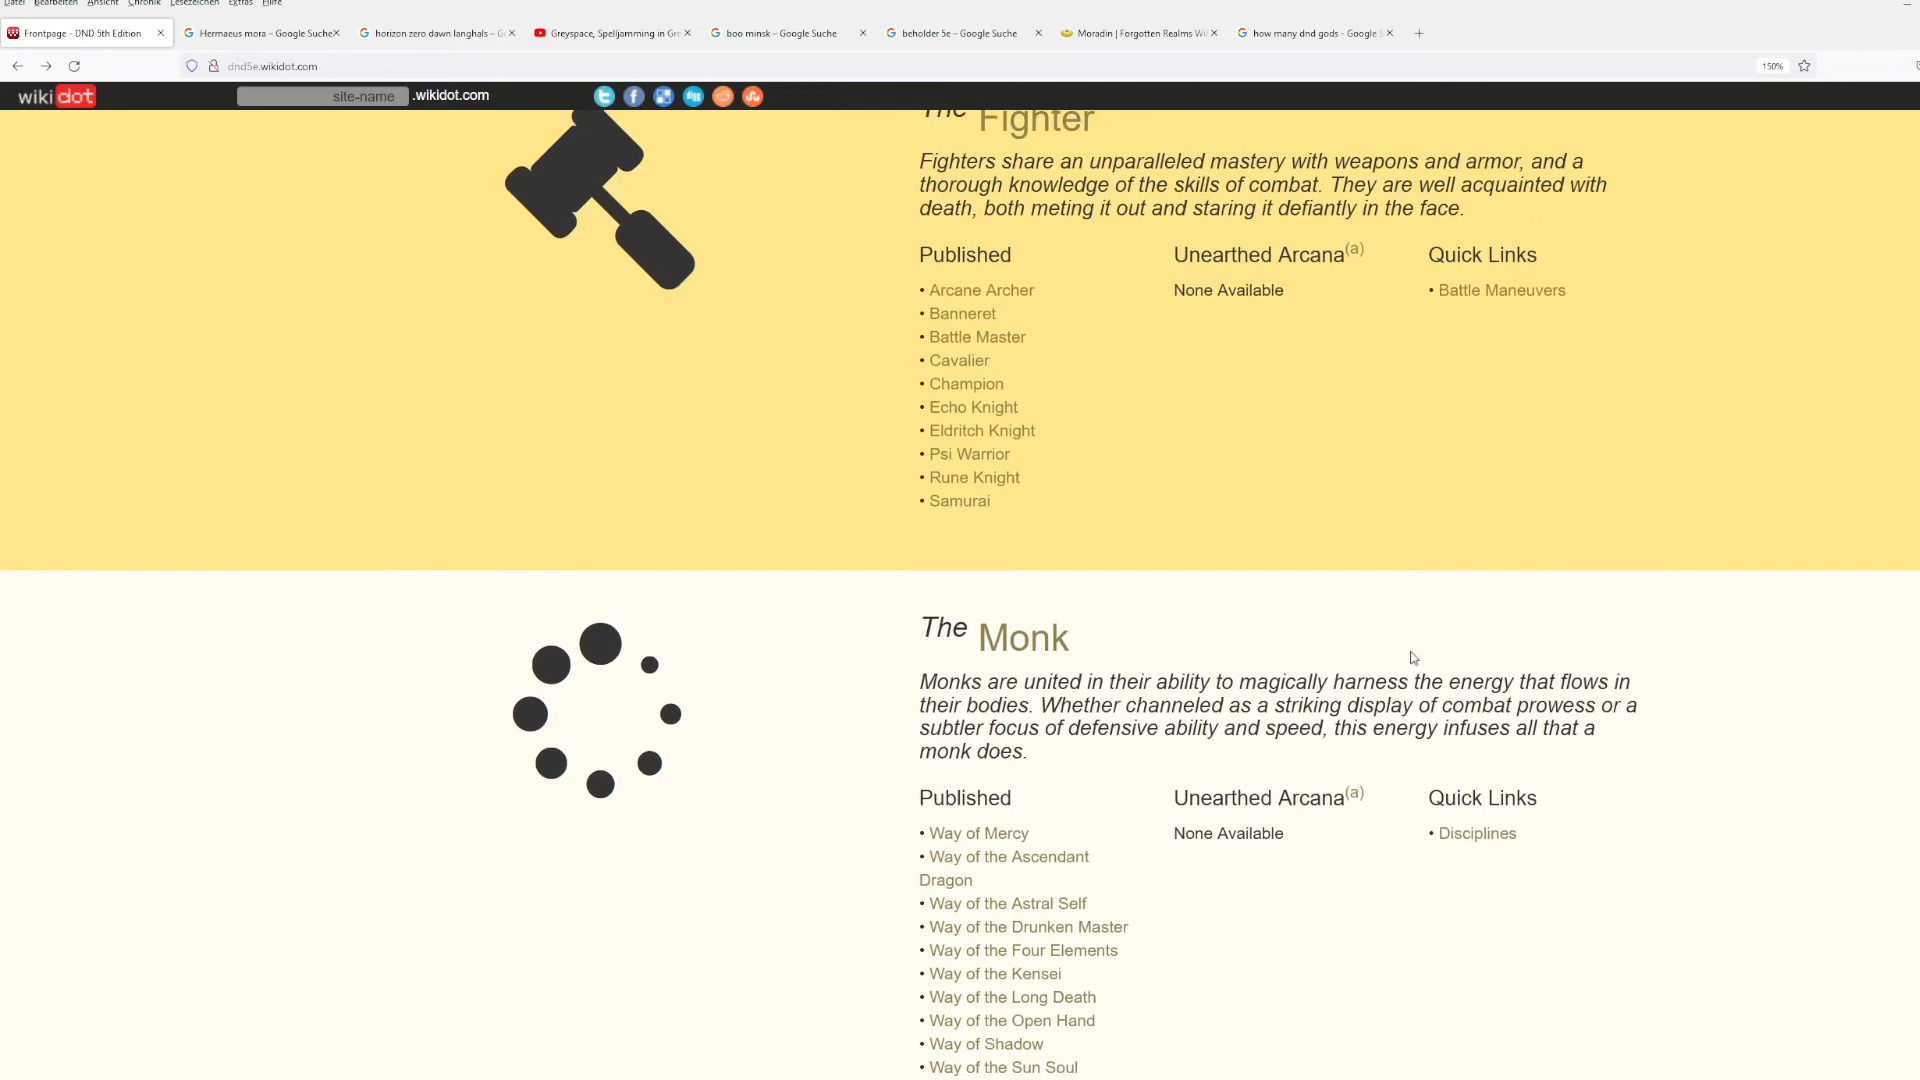 Datei Bearbeiten Ansicht Chronik Lesezeichen Extras Hilfe
Frontpage - DND 5th Edition
Hermaeus mora – Google Suche
horizon zero dawn langhals – G
Greyspace, Spelljamming in Gre
boo minsk – Google Suche
beholder 5e – Google Suche
Moradin | Forgotten Realms Wi
how many dnd gods - Google S
dnd5e.wikidot.com
150%
wikidot
site-name .wikidot.com
The Fighter
Fighters share an unparalleled mastery with weapons and armor, and a
thorough knowledge of the skills of combat. They are well acquainted with
death, both meting it out and staring it defiantly in the face.
Published
• Arcane Archer
• Banneret
• Battle Master
• Cavalier
• Champion
• Echo Knight
• Eldritch Knight
• Psi Warrior
• Rune Knight
• Samurai
Unearthed Arcana(a)
None Available
Quick Links
• Battle Maneuvers
The Monk
Monks are united in their ability to magically harness the energy that flows in
their bodies. Whether channeled as a striking display of combat prowess or a
subtler focus of defensive ability and speed, this energy infuses all that a
monk does.
Published
• Way of Mercy
• Way of the Ascendant
Dragon
• Way of the Astral Self
• Way of the Drunken Master
• Way of the Four Elements
• Way of the Kensei
• Way of the Long Death
• Way of the Open Hand
• Way of Shadow
• Way of the Sun Soul
Unearthed Arcana(a)
None Available
Quick Links
• Disciplines